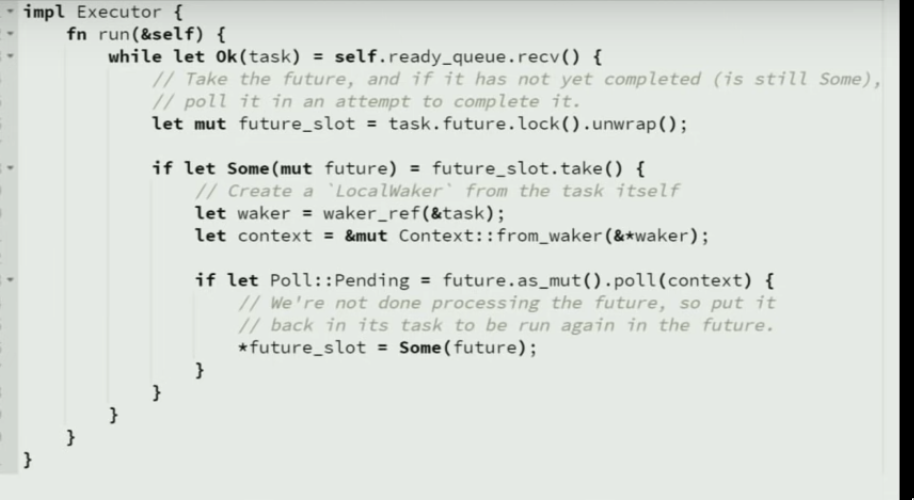 impl Executor {
    fn run(&self) {
        while let Ok(task) = self.ready_queue.recv() {
            // Take the future, and if it has not yet completed (is still Some),
            // poll it in an attempt to complete it.
            let mut future_slot = task.future.lock().unwrap();

            if let Some(mut future) = future_slot.take() {
                // Create a `LocalWaker` from the task itself
                let waker = waker_ref(&task);
                let context = &mut Context::from_waker(&*waker);

                if let Poll::Pending = future.as_mut().poll(context) {
                    // We're not done processing the future, so put it
                    // back in its task to be run again in the future.
                    *future_slot = Some(future);
                }
            }
        }
    }
}